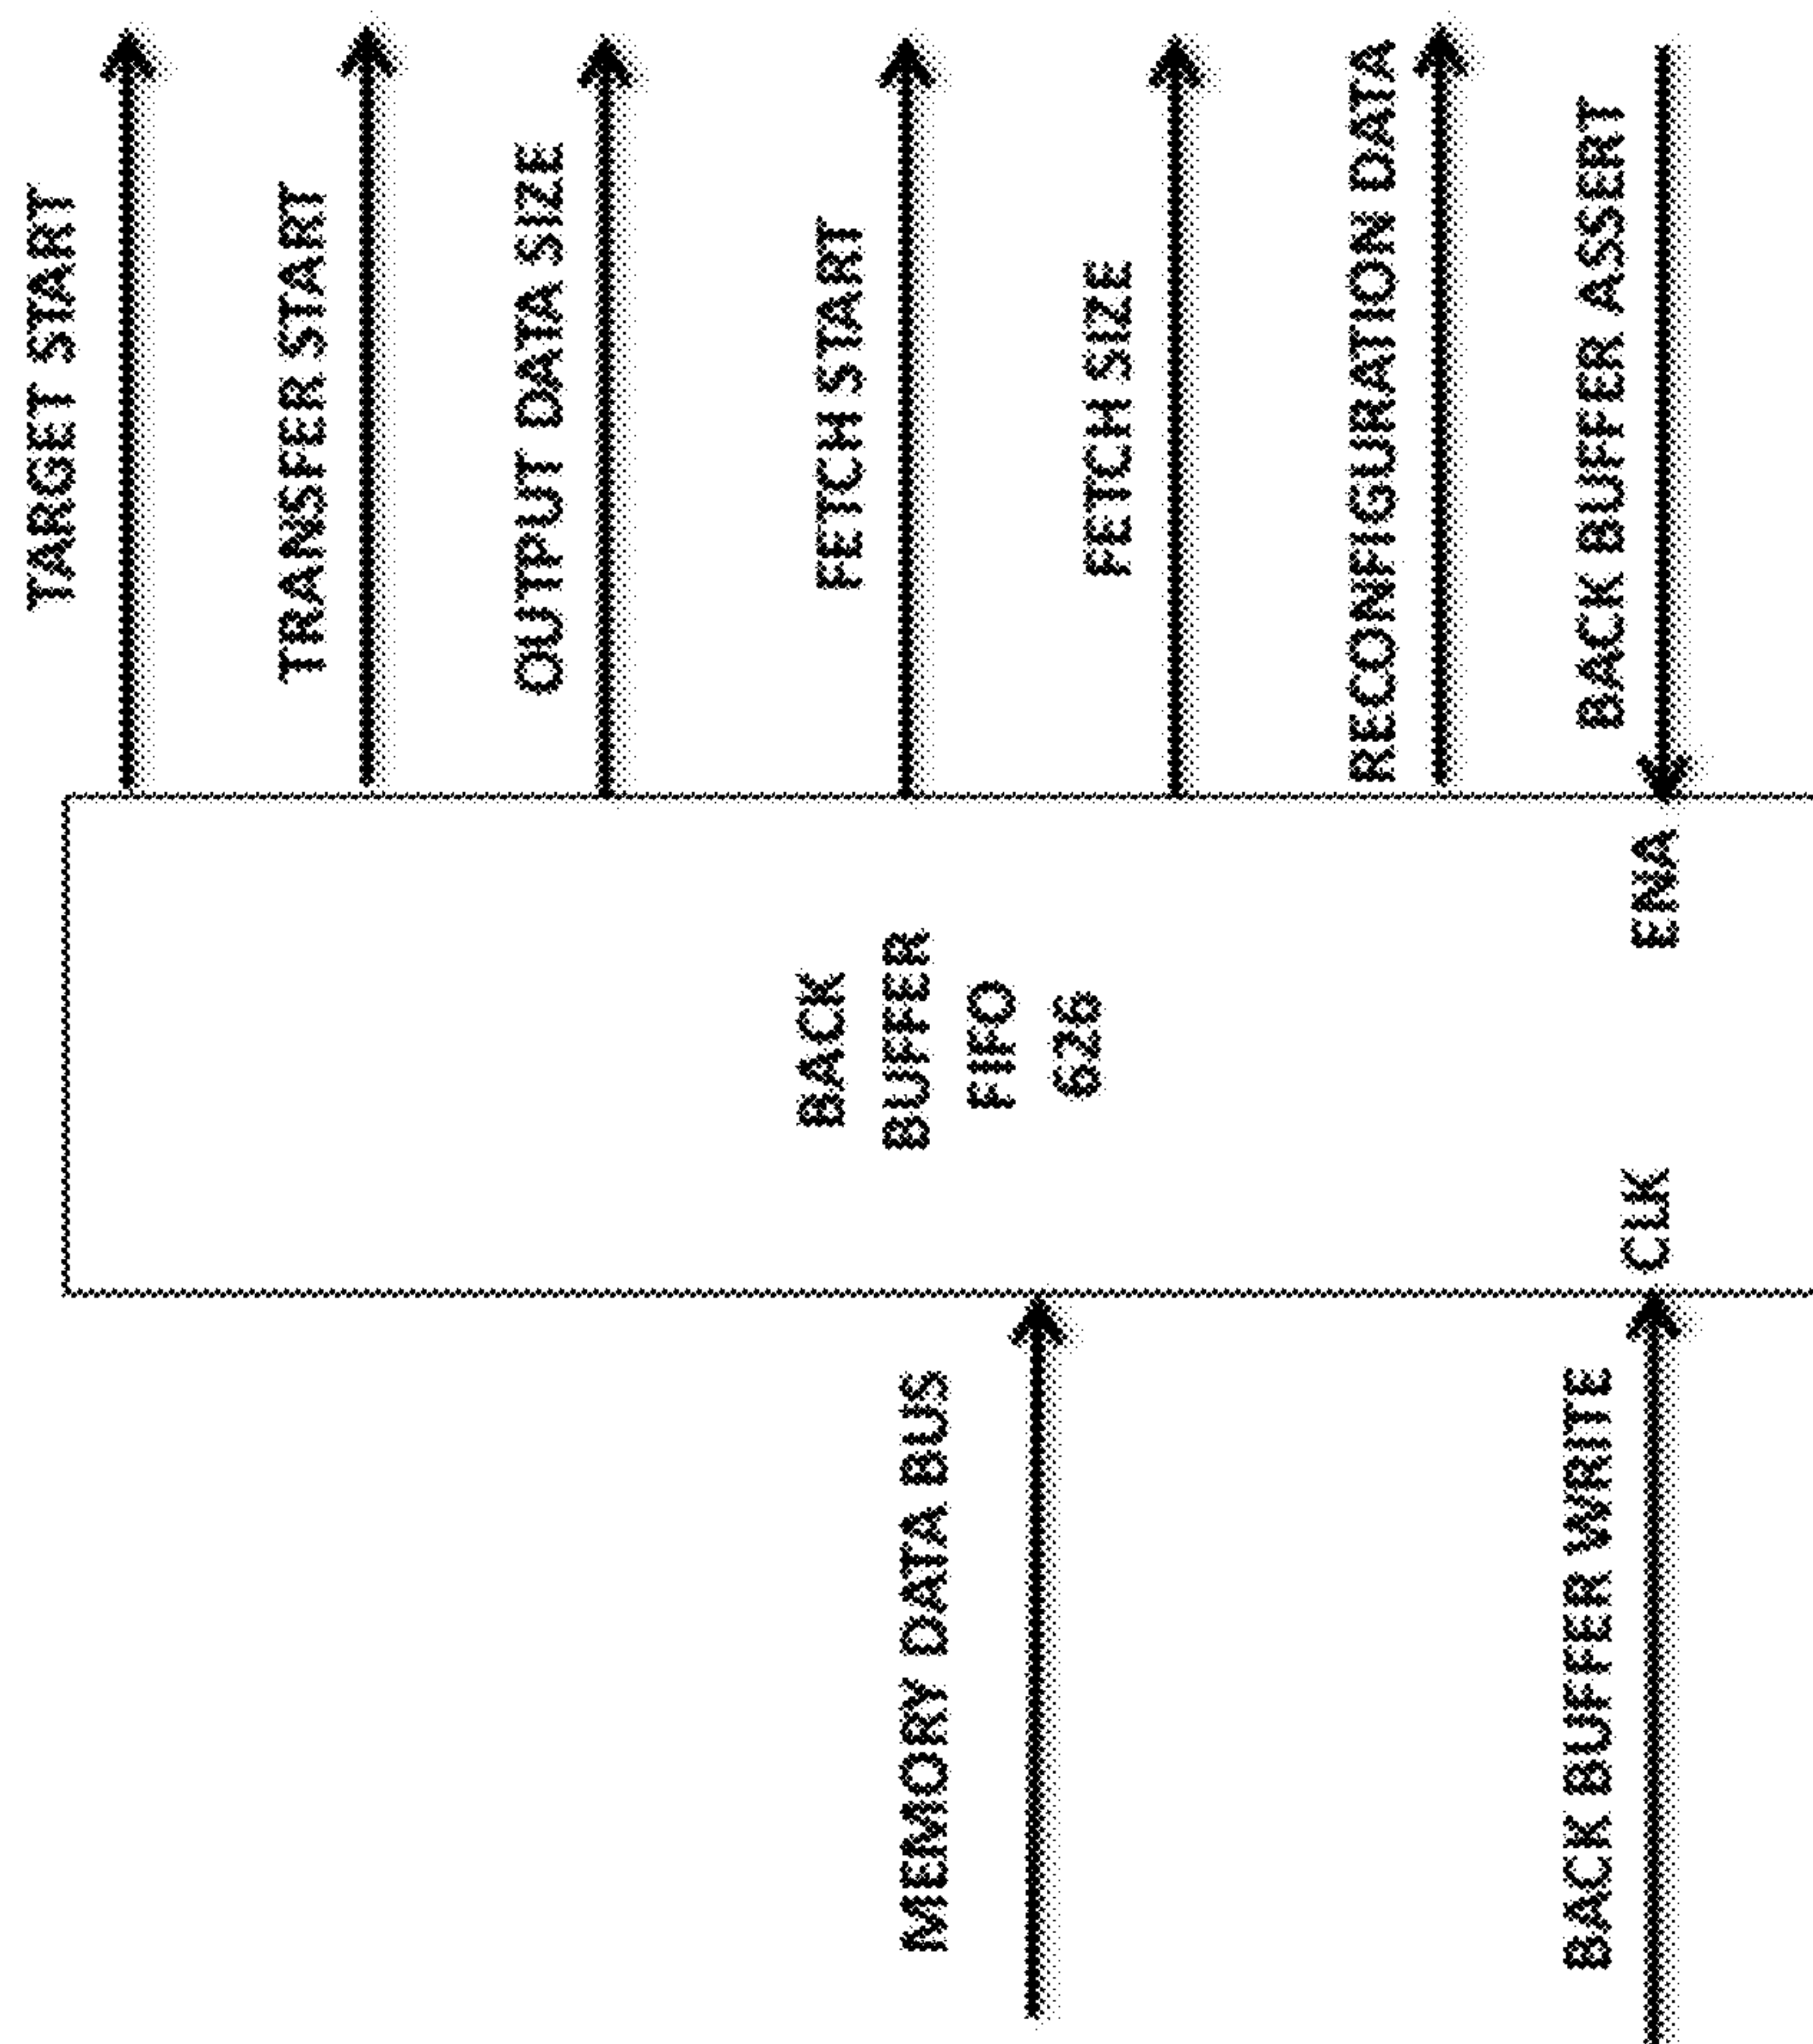 TARGET START
TRANSFER START
OUTPUT DATA SIZE
FETCH START
FETCH SIZE
RECONFIGURATION DATA
BACK BUFFER ASSERT
ENA
BACK
BUFFER
FIFO
626
CLK
MEMORY DATA BUS
BACK BUFFER WRITE